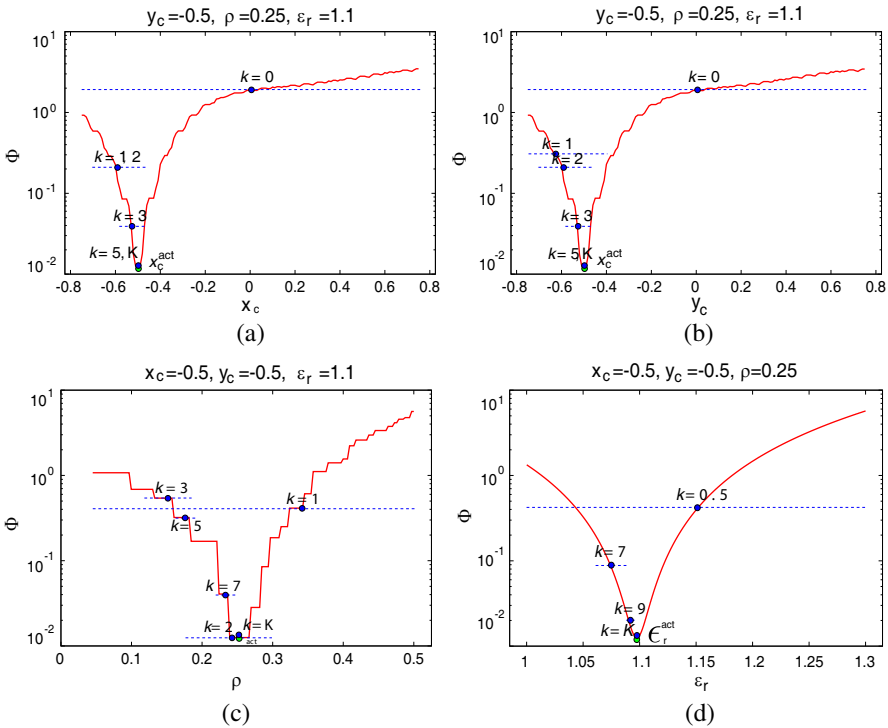 y_c=-0.5, ρ=0.25, ε_r=1.1
10^1
10^0
10^-1
10^-2
Φ
k=0
k=1 2
k=3
k=5,K x_c^act
-0.8 -0.6 -0.4 -0.2 0 0.2 0.4 0.6 0.8
x_c
(a)
y_c=-0.5, ρ=0.25, ε_r=1.1
10^1
10^0
10^-1
10^-2
Φ
k=0
k=1
k=2
k=3
k=5K x_c^act
-0.8 -0.6 -0.4 -0.2 0 0.2 0.4 0.6 0.8
y_c
(b)
x_c=-0.5, y_c=-0.5, ε_r=1.1
10^1
10^0
10^-1
10^-2
Φ
k=3
k=1
k=5
k=7
k=2 k=K
act
0 0.1 0.2 0.3 0.4 0.5
ρ
(c)
x_c=-0.5, y_c=-0.5, ρ=0.25
10^1
10^0
10^-1
10^-2
Φ
k=0.5
k=7
k=9
k=K ϵ_r^act
1 1.05 1.1 1.15 1.2 1.25 1.3
ε_r
(d)